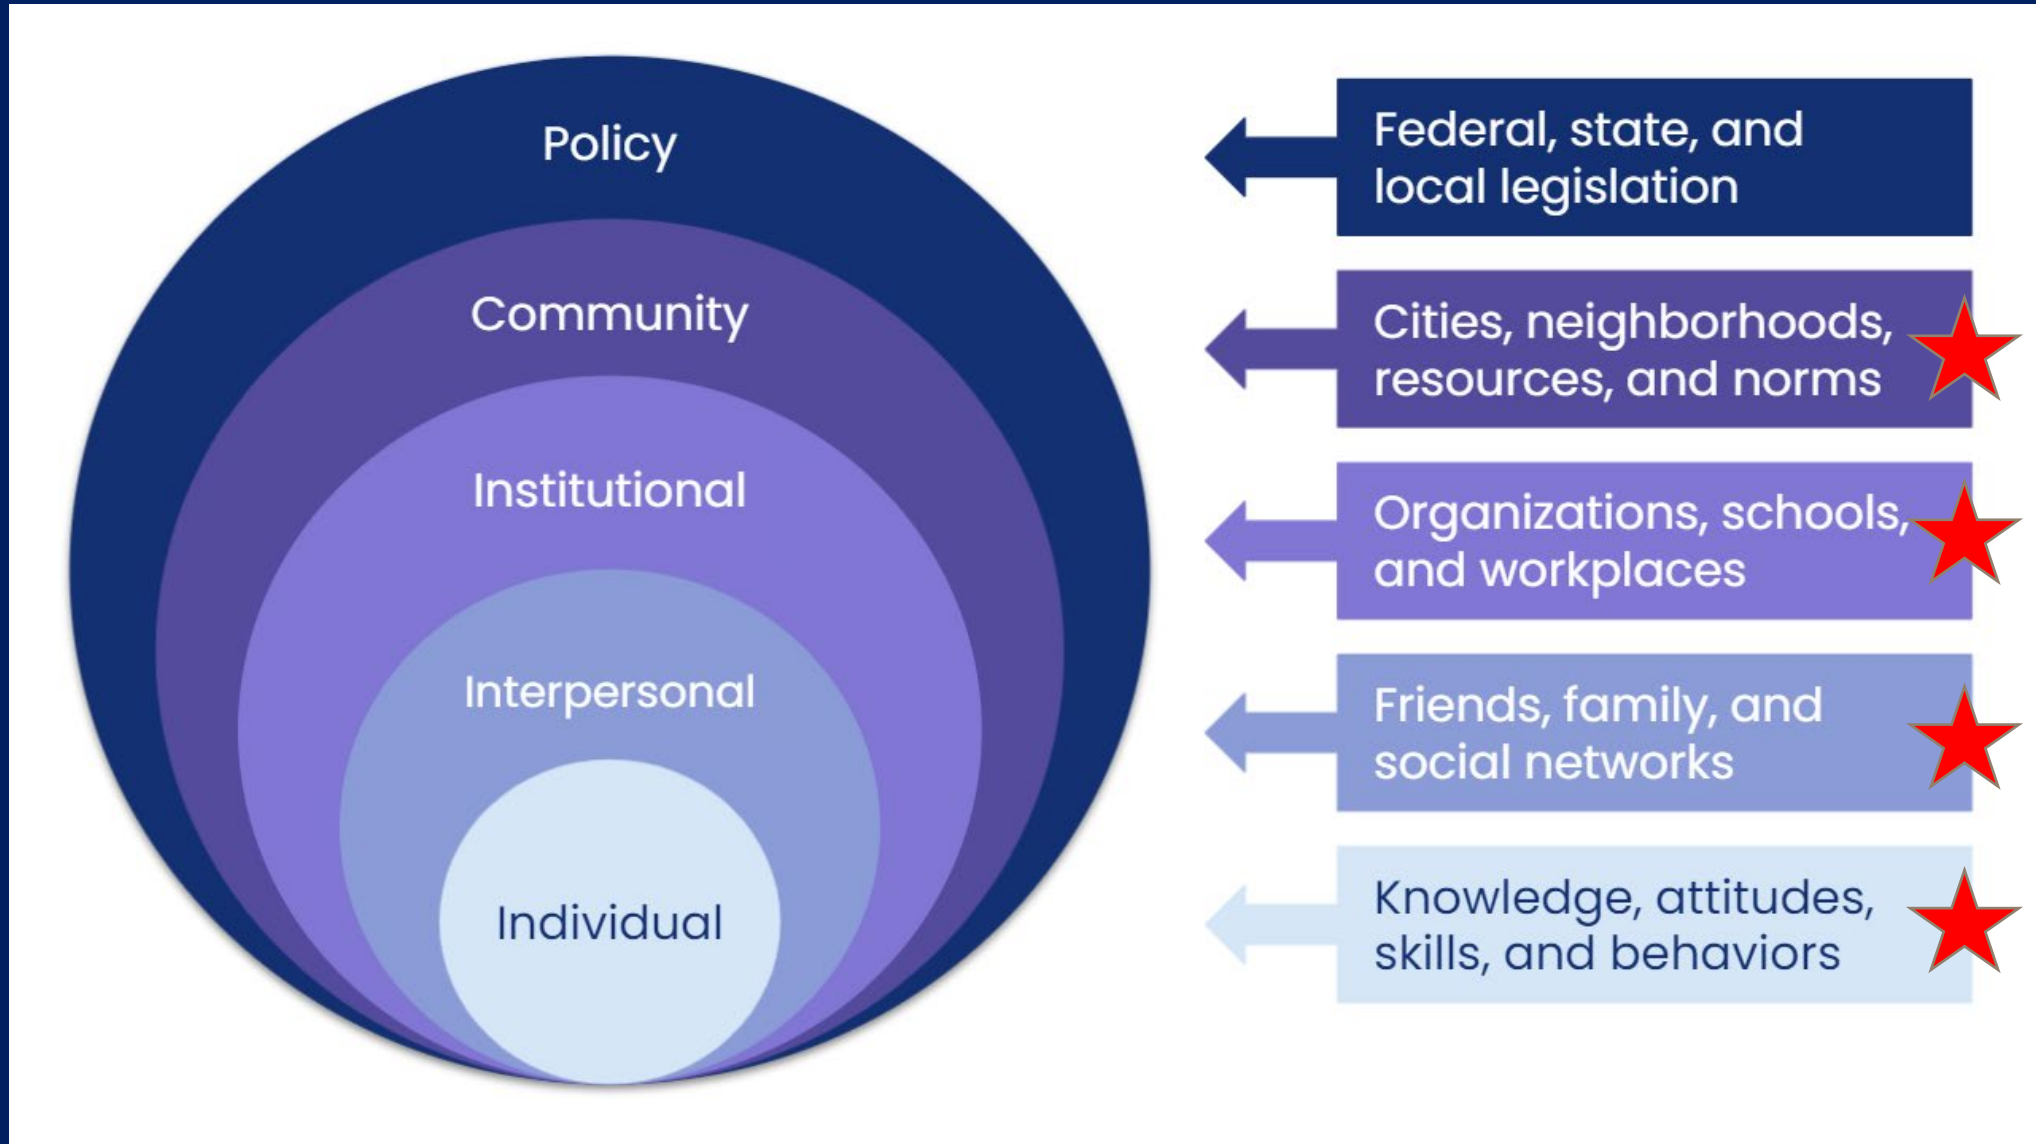 Policy
Community
Institutional
Interpersonal
Individual
Federal, state, and
local legislation
Cities, neighborhoods,
resources, and norms
Organizations, schools,
and workplaces
Friends, family, and
social networks
Knowledge, attitudes,
skills, and behaviors